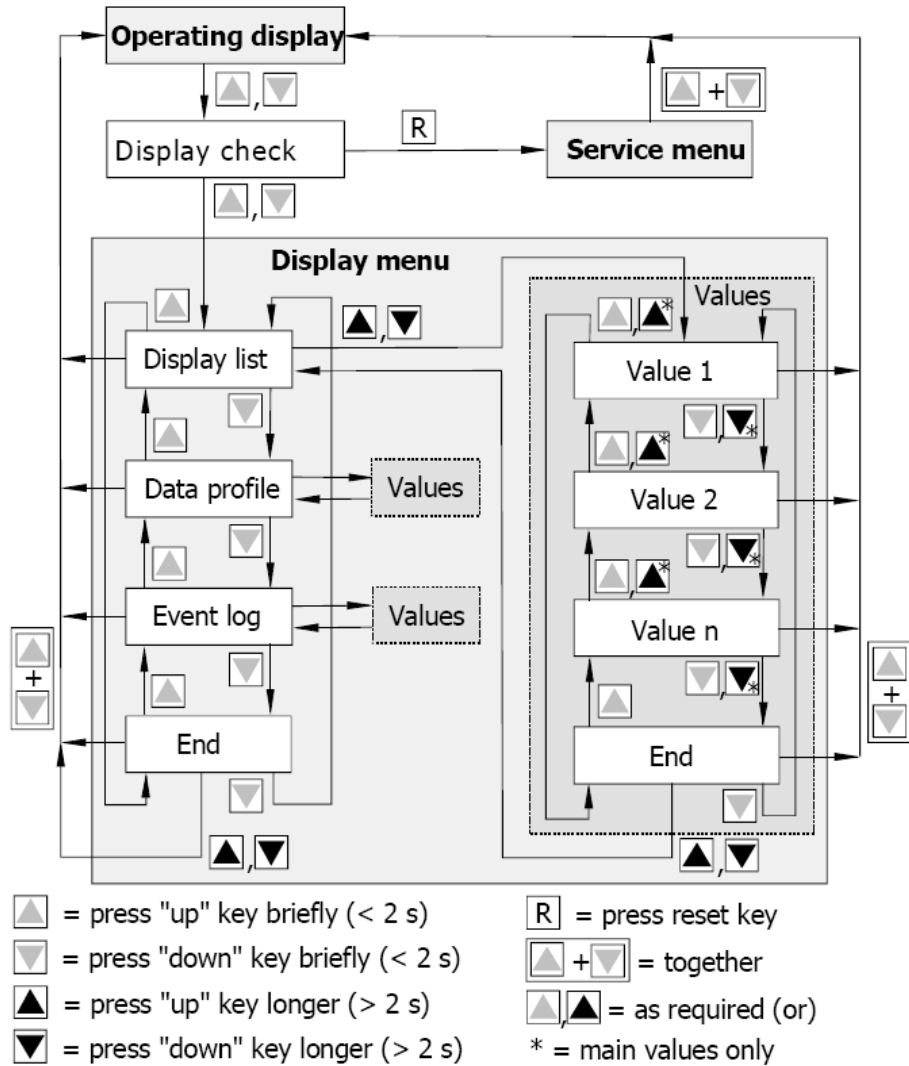 Operating display
▲,▼
▲+▼
Display check
R
Service menu
▲,▼
Display menu
Values
▲
▲,▼
▲,▲*
Display list
Value 1
▼
▼,▼*
▲
▲,▲*
Data profile
Values
Value 2
▼
▼,▼*
▲
▲,▲*
Event log
Values
Value n
▲
+
▼
▼
▼,▼*
▲
+
▼
▲
▲
End
End
▼
▼
▲,▼
▲,▼
▲ = press "up" key briefly (< 2 s)
▼ = press "down" key briefly (< 2 s)
▲ = press "up" key longer (> 2 s)
▼ = press "down" key longer (> 2 s)
R = press reset key
▲+▼ = together
▲,▲ = as required (or)
* = main values only